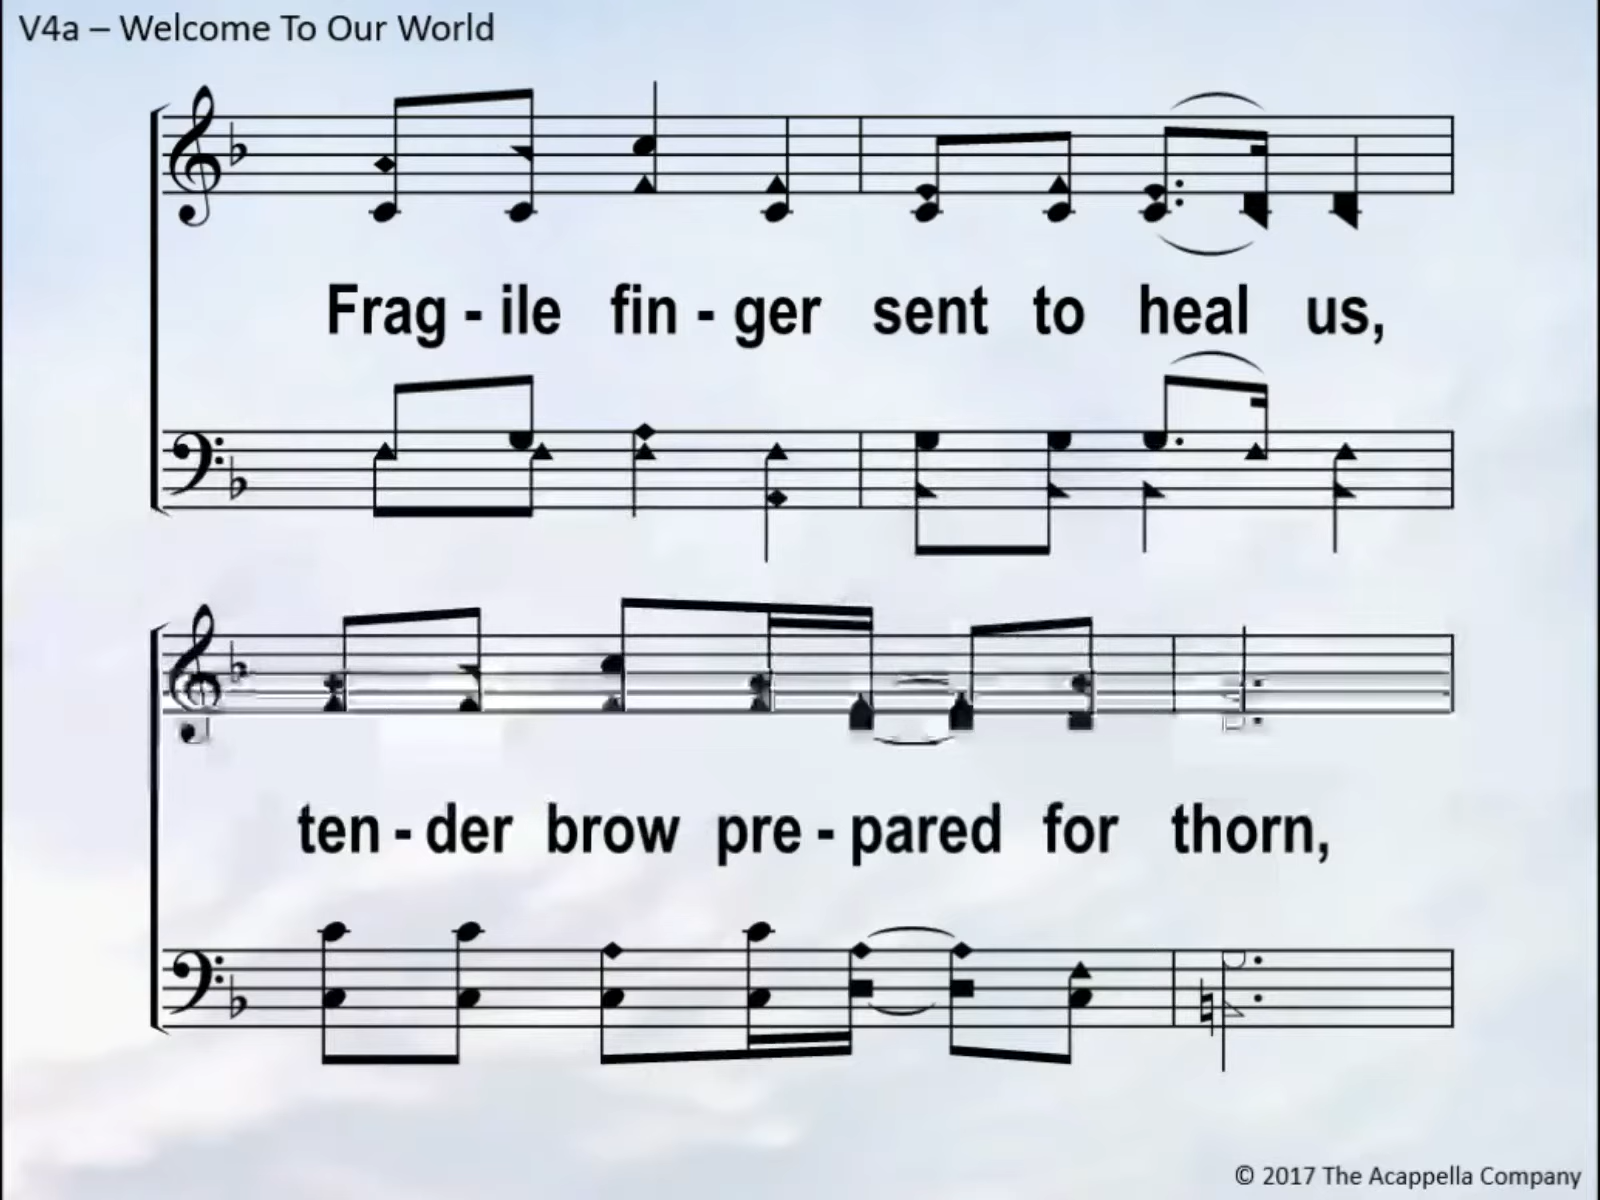 V4a – Welcome To Our World
Frag - ile fin - ger sent to heal us,
ten - der brow pre - pared for thorn,
© 2017 The Acappella Company